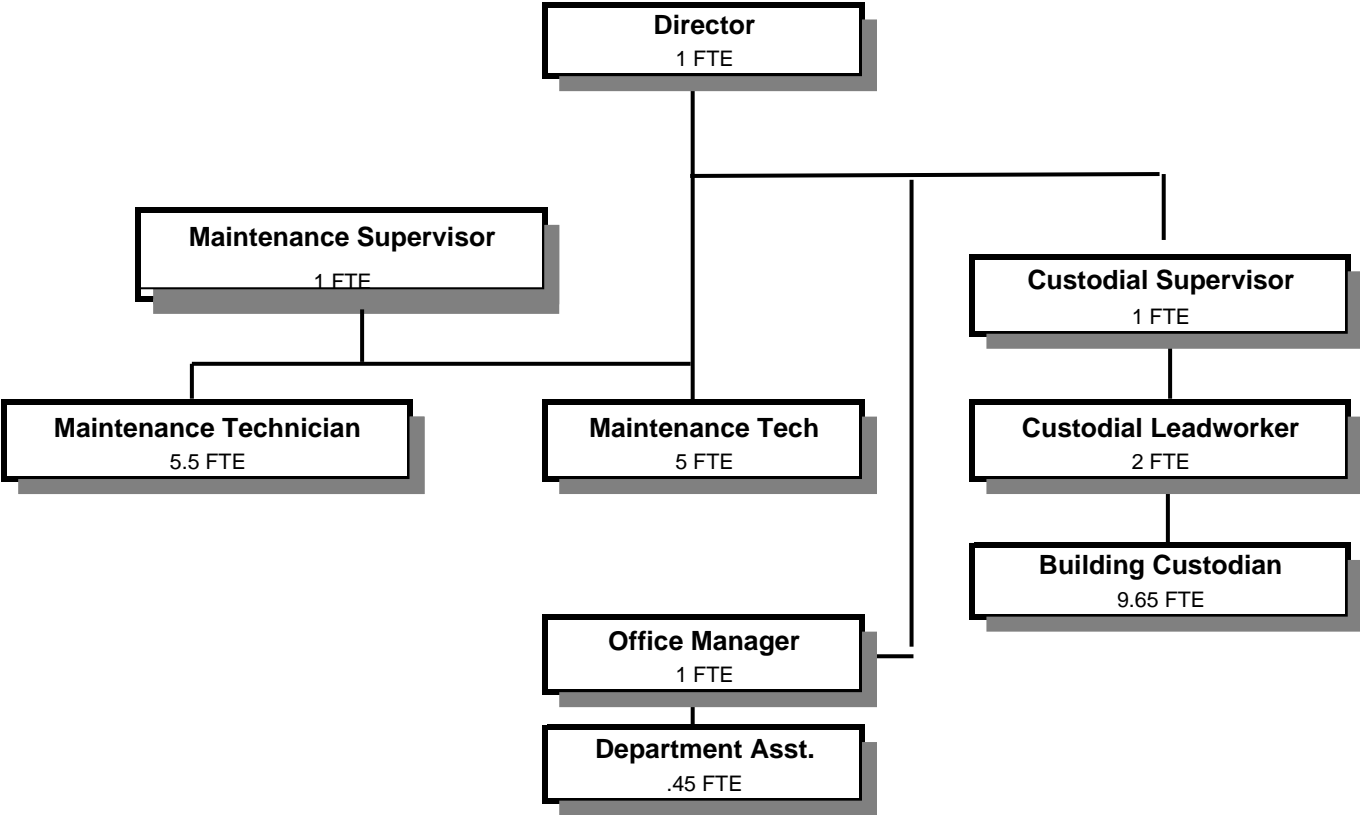 Director
1 FTE
Maintenance Supervisor
1 FTE
Custodial Supervisor
1 FTE
Maintenance Technician
5.5 FTE
Maintenance Tech
5 FTE
Custodial Leadworker
2 FTE
Building Custodian
9.65 FTE
Office Manager
1 FTE
Department Asst.
.45 FTE